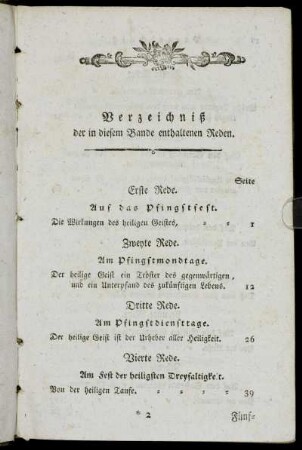 Verzeichniß
der in diesem Bande enthaltenen Reden.
Seite
Erste Rede.
Auf das Pfingstfest.
Die Wirkungen des heiligen Geistes, - - - 1
Zweyte Rede.
Am Pfingstmondtage.
Der heilige Geist ein Tröster des gegenwärtigen,
und ein Unterpfand des zukünftigen Lebens. 12
Dritte Rede.
Am Pfingstdiensttage.
Der heilige Geist ist der Urheber aller Heiligkeit. 26
Vierte Rede.
Am Fest der heiligsten Dreyfaltigkeit.
Von der heiligen Taufe. - - - - 39
* 2
Fünf-